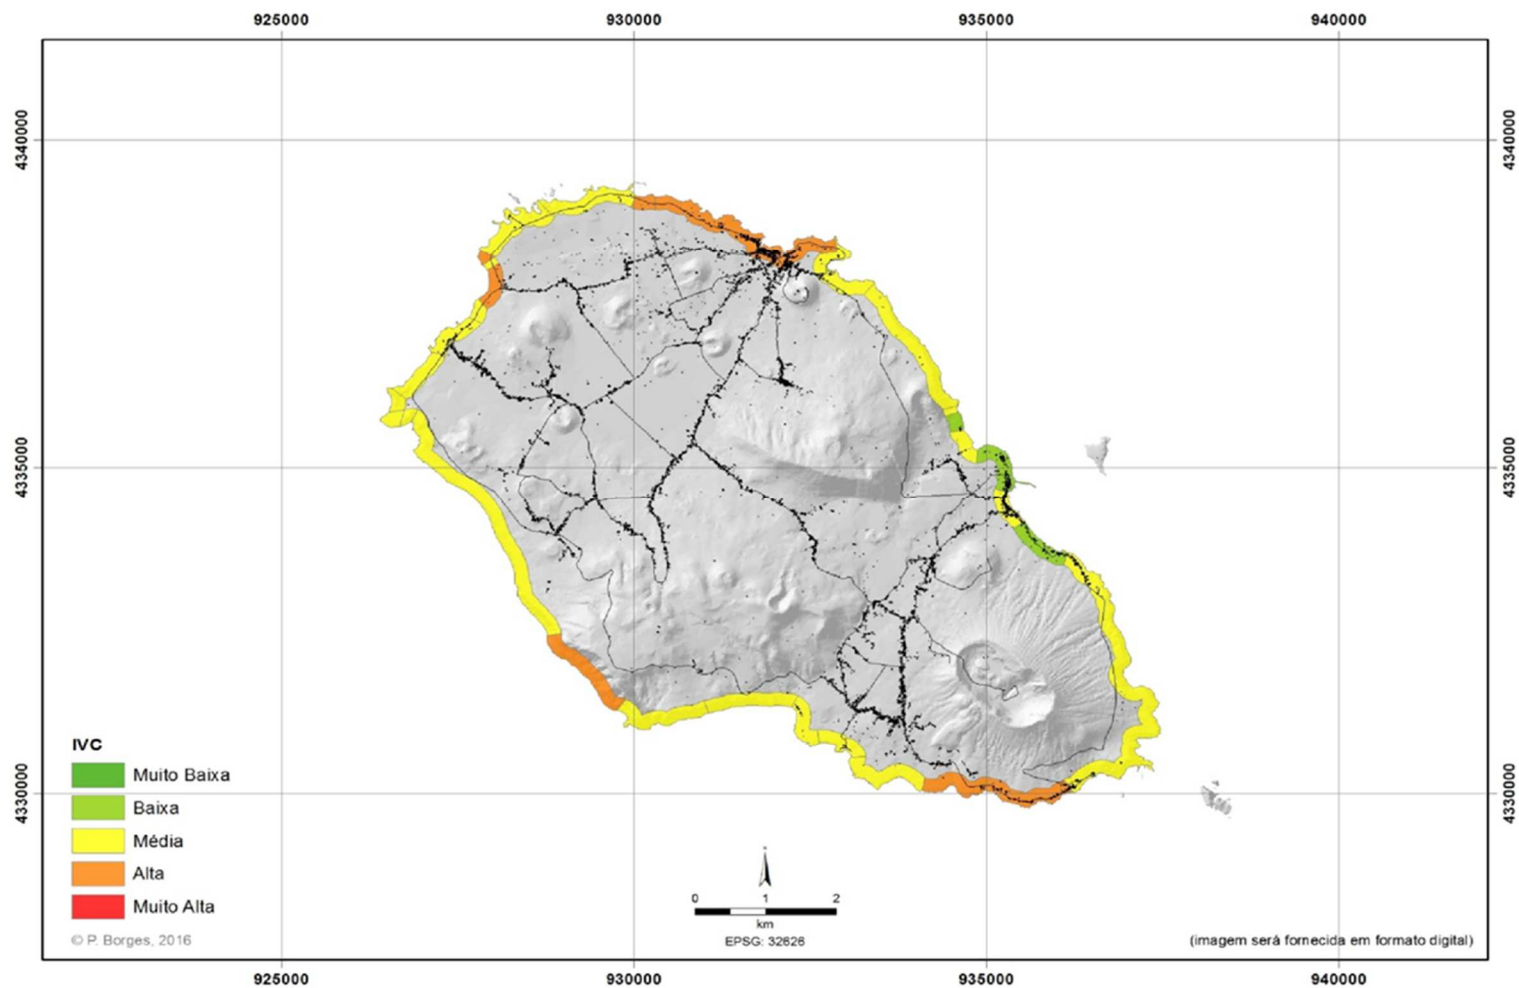 925000 930000 935000 940000
4340000 4340000
4335000 4335000
4330000 4330000
IVC
Muito Baixa
Baixa
Média
Alta
Muito Alta
© P. Borges, 2016
0 1 2
km
EPSG: 32626
(imagem será fornecida em formato digital)
925000 930000 935000 940000